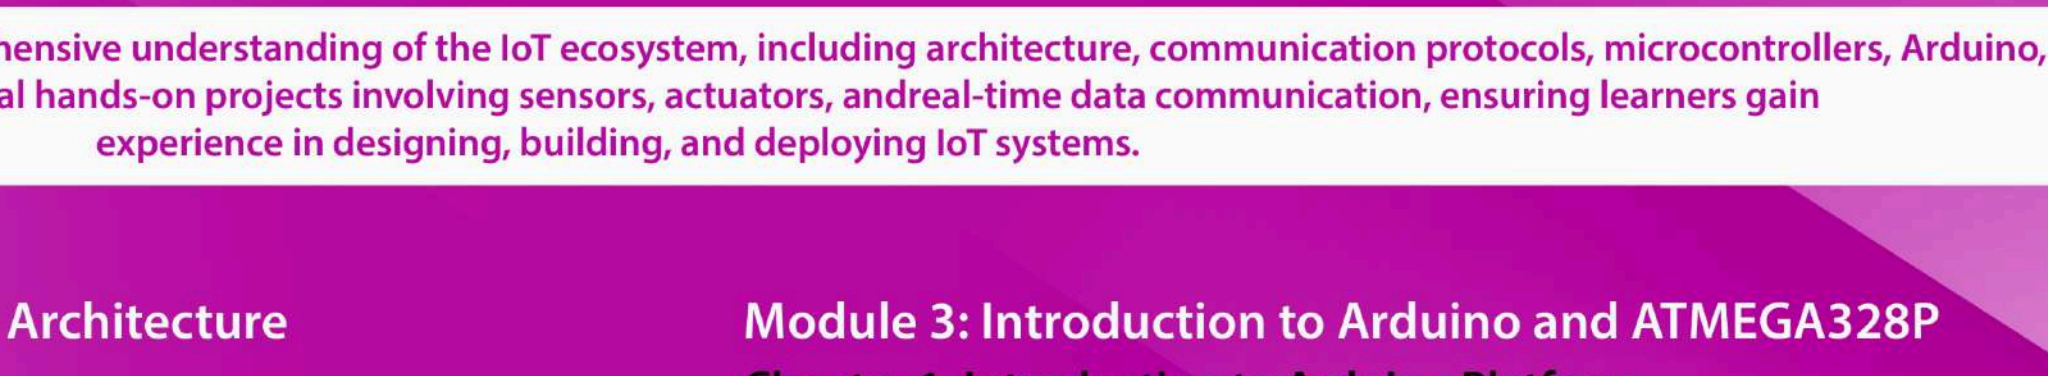 understanding of the IoT ecosystem, including architecture, communication protocols, microcontrollers, Arduino,
hands-on projects involving sensors, actuators, andreal-time data communication, ensuring learners gain
experience in designing, building, and deploying IoT systems.
Architecture
Module 3: Introduction to Arduino and ATMEGA328P